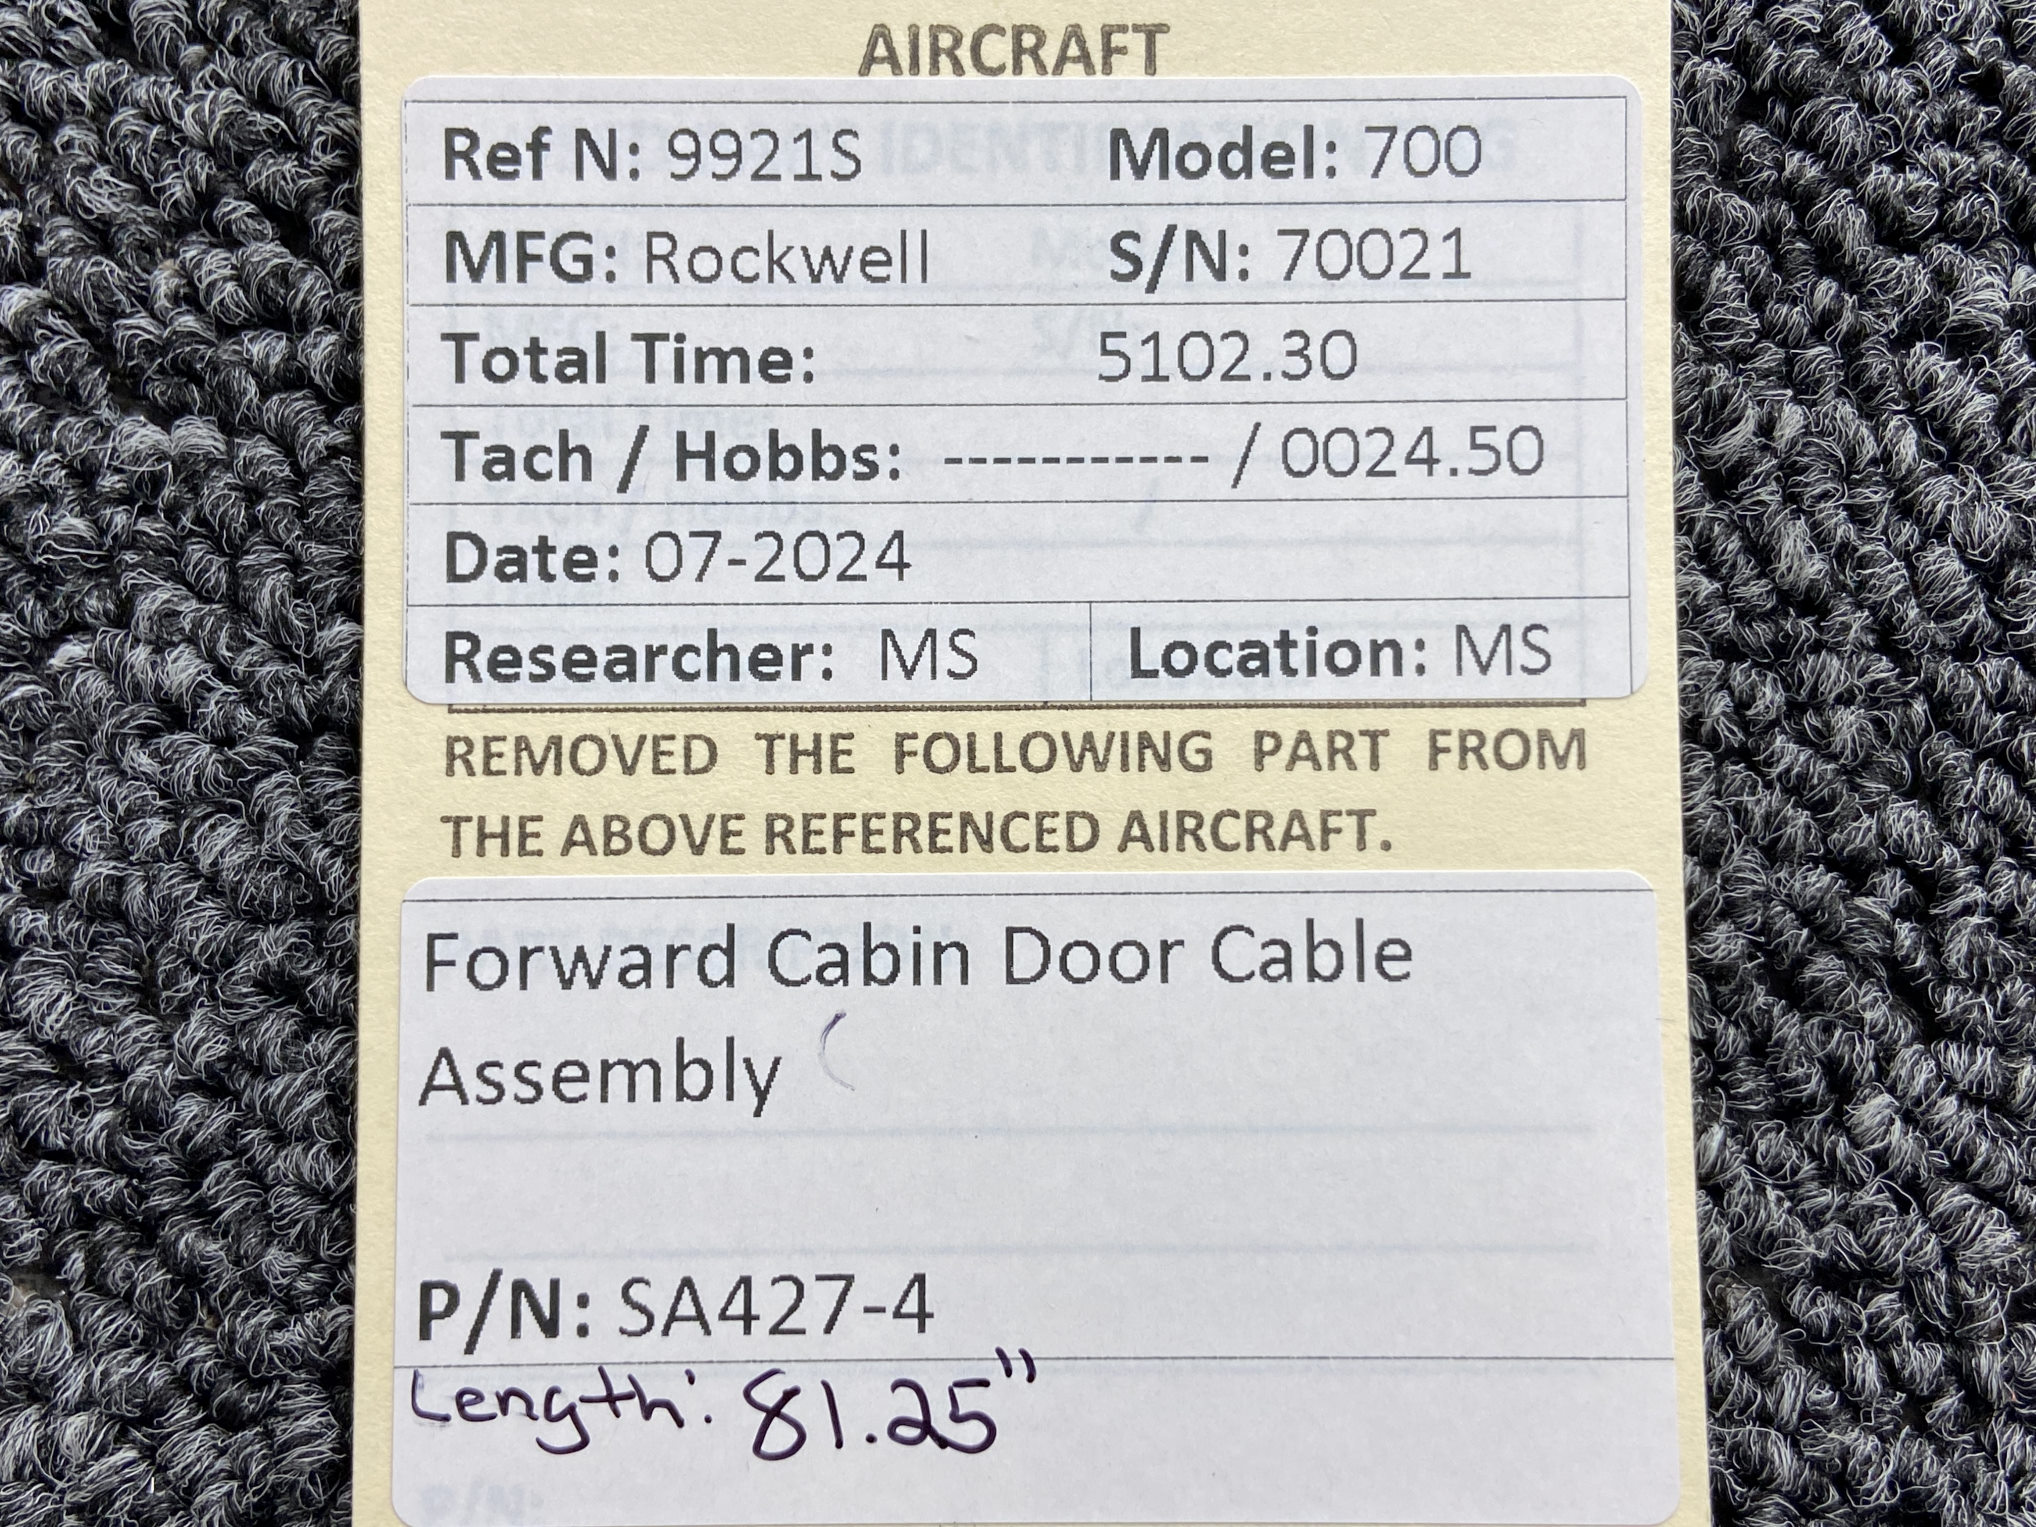 AIRCRAFT
Ref N: 9921S Model: 700
MFG: Rockwell S/N: 70021
Total Time: 5102.30
Tach / Hobbs: ----------- / 0024.50
Date: 07-2024
Researcher: MS Location: MS
REMOVED THE FOLLOWING PART FROM
THE ABOVE REFERENCED AIRCRAFT.
Forward Cabin Door Cable
Assembly (
P/N: SA427-4
Length: 81.25"